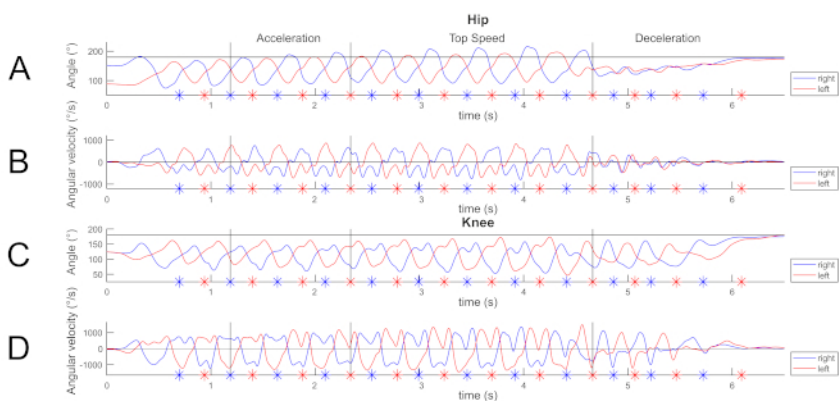 Hip
Acceleration
Top Speed
Deceleration
A
Angle (°)
200
100
0
1
2
3
4
5
6
time (s)
right
left
B
Angular velocity (°/s)
1000
0
-1000
0
1
2
3
4
5
6
time (s)
right
left
Knee
C
Angle (°)
200
150
100
50
0
1
2
3
4
5
6
time (s)
right
left
D
Angular velocity (°/s)
1000
0
-1000
0
1
2
3
4
5
6
time (s)
right
left